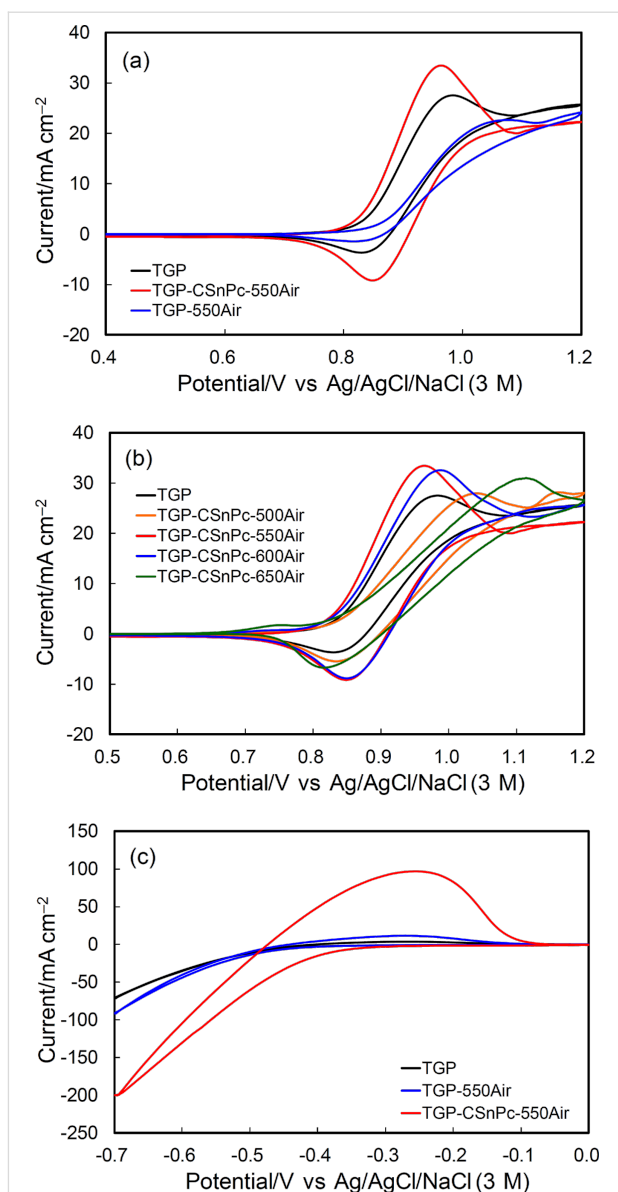 (a)
40
30
20
10
0
-10
-20
Current/mA cm⁻²
TGP
TGP-CSnPc-550Air
TGP-550Air
0.4 0.6 0.8 1.0 1.2
Potential/V vs Ag/AgCl/NaCl (3 M)
(b)
40
30
20
10
0
-10
-20
Current/mA cm⁻²
TGP
TGP-CSnPc-500Air
TGP-CSnPc-550Air
TGP-CSnPc-600Air
TGP-CSnPc-650Air
0.5 0.6 0.7 0.8 0.9 1.0 1.1 1.2
Potential/V vs Ag/AgCl/NaCl (3 M)
(c)
150
100
50
0
-50
-100
-150
-200
-250
Current/mA cm⁻²
TGP
TGP-550Air
TGP-CSnPc-550Air
-0.7 -0.6 -0.5 -0.4 -0.3 -0.2 -0.1 0.0
Potential/V vs Ag/AgCl/NaCl (3 M)